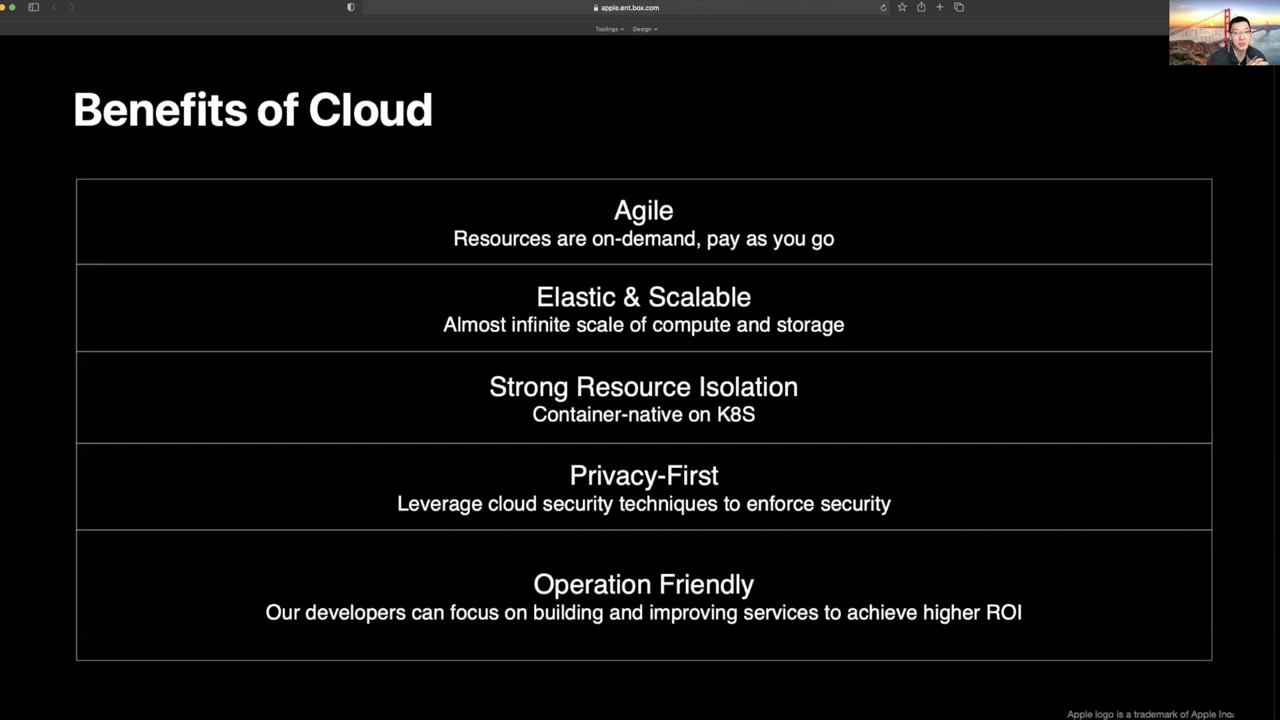 apple.ent.box.com
Toolings
Design
Benefits of Cloud
Agile
Resources are on-demand, pay as you go
Elastic & Scalable
Almost infinite scale of compute and storage
Strong Resource Isolation
Container-native on K8S
Privacy-First
Leverage cloud security techniques to enforce security
Operation Friendly
Our developers can focus on building and improving services to achieve higher ROI
Apple logo is a trademark of Apple Inc.